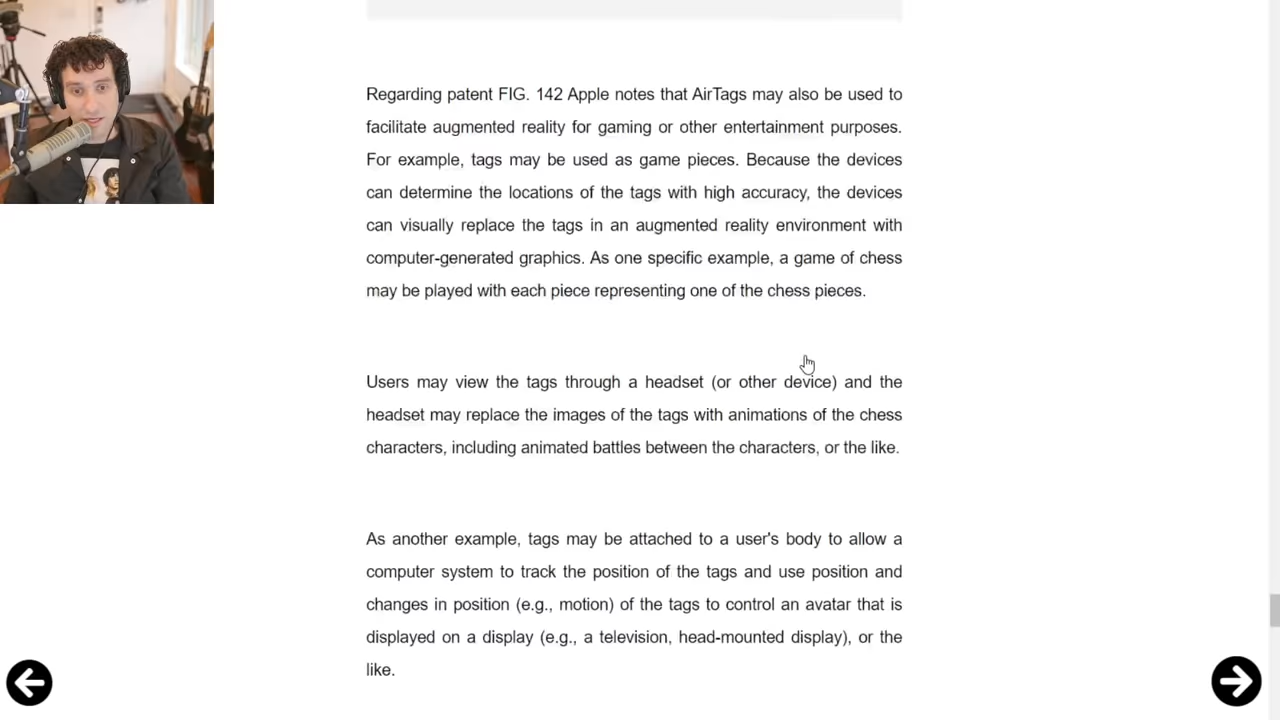 Regarding patent FIG. 142 Apple notes that AirTags may also be used to
facilitate augmented reality for gaming or other entertainment purposes.
For example, tags may be used as game pieces. Because the devices
can determine the locations of the tags with high accuracy, the devices
can visually replace the tags in an augmented reality environment with
computer-generated graphics. As one specific example, a game of chess
may be played with each piece representing one of the chess pieces.
Users may view the tags through a headset (or other device) and the
headset may replace the images of the tags with animations of the chess
characters, including animated battles between the characters, or the like.
As another example, tags may be attached to a user's body to allow a
computer system to track the position of the tags and use position and
changes in position (e.g., motion) of the tags to control an avatar that is
displayed on a display (e.g., a television, head-mounted display), or the
like.